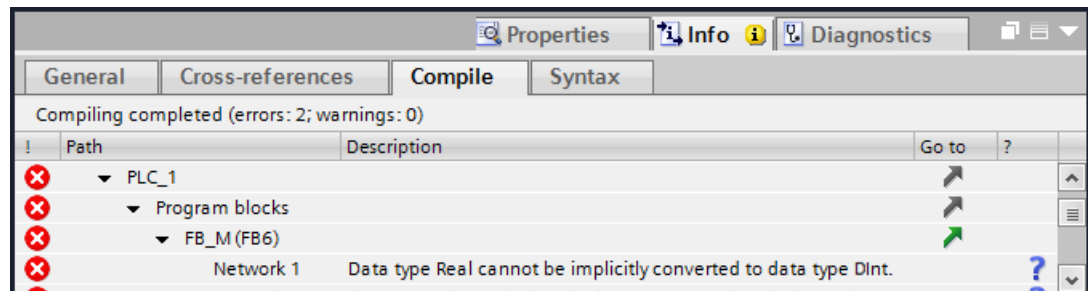 Properties Info Diagnostics
General Cross-references Compile Syntax
Compiling completed (errors: 2; warnings: 0)
! Path Description Go to ?
PLC_1
Program blocks
FB_M (FB6)
Network 1 Data type Real cannot be implicitly converted to data type DInt. ?